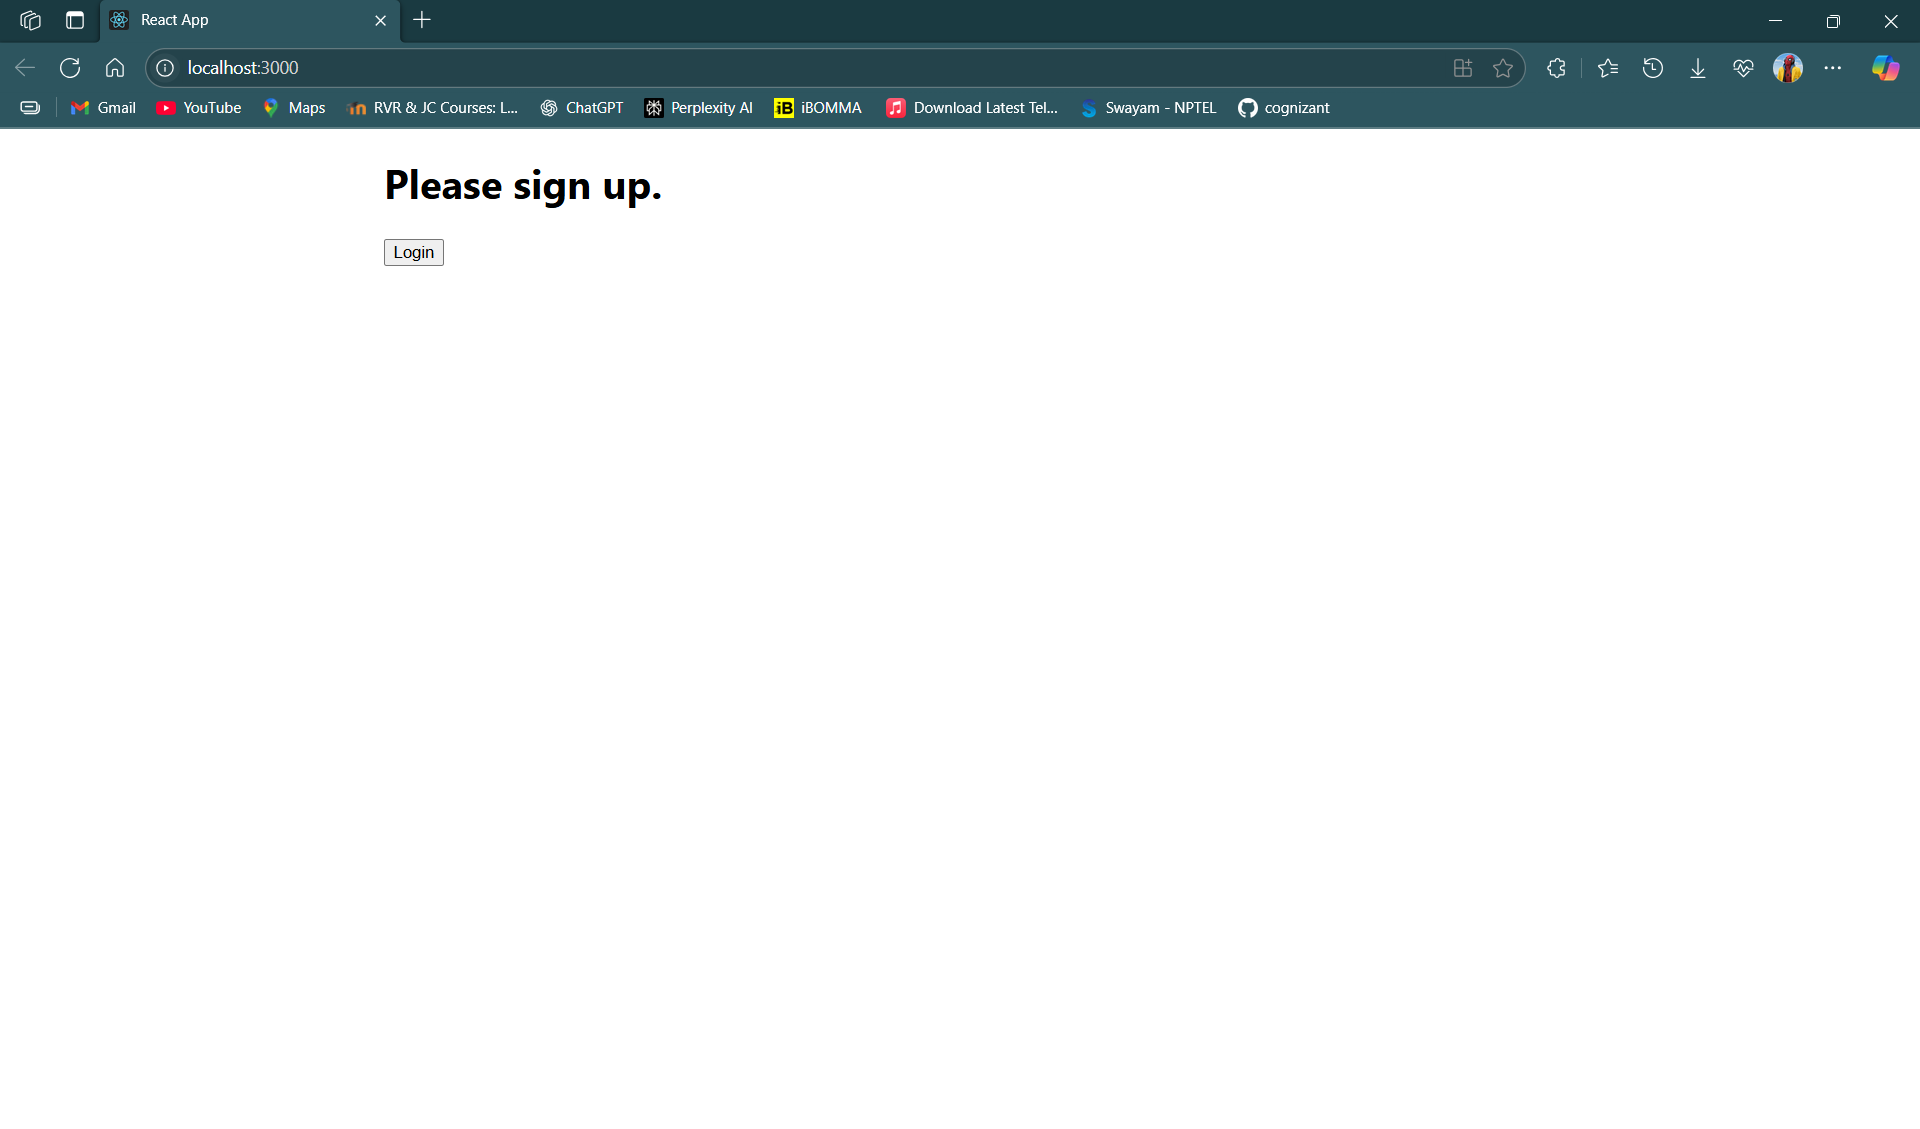 React App
localhost:3000
Gmail YouTube Maps RVR & JC Courses: L... ChatGPT Perplexity AI iB iBOMMA Download Latest Tel... Swayam - NPTEL cognizant
Please sign up.
Login